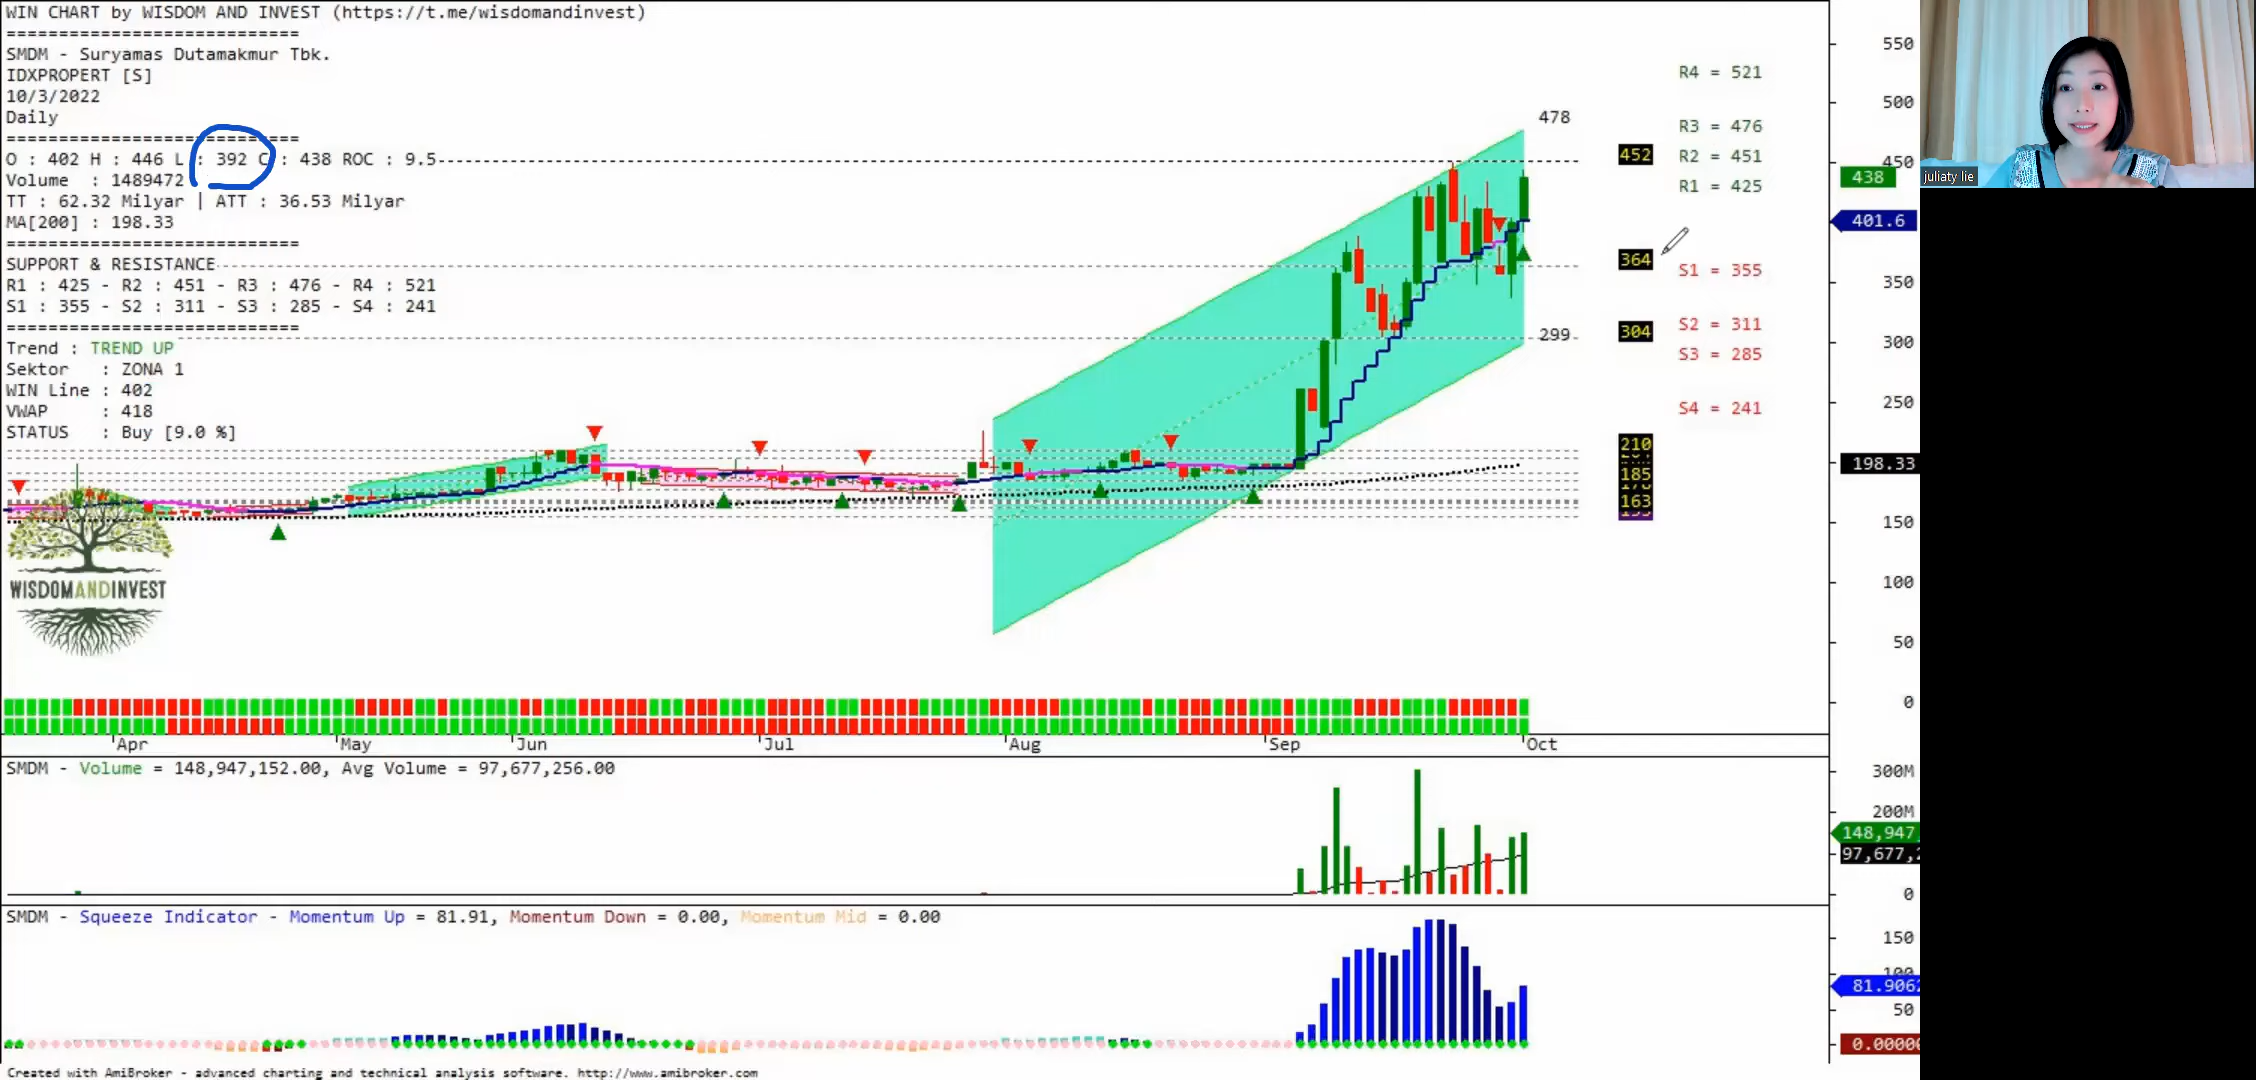 WIN CHART by WISDOM AND INVEST (https://t.me/wisdomandinvest)
============================
SMDM - Suryamas Dutamakmur Tbk.
IDXPROPERT [S]
10/3/2022
Daily
============================
O : 402 H : 446 L : 392 C : 438 ROC : 9.5
Volume : 1489472
TT : 62.32 Milyar | ATT : 36.53 Milyar
MA[200] : 198.33
============================
SUPPORT & RESISTANCE
R1 : 425 - R2 : 451 - R3 : 476 - R4 : 521
S1 : 355 - S2 : 311 - S3 : 285 - S4 : 241
============================
Trend : TREND UP
Sektor : ZONA 1
WIN Line : 402
VWAP : 418
STATUS : Buy [9.0 %]
WISDOMANDINVEST
478
299
452
364
304
210
185
163
R4 = 521
R3 = 476
R2 = 451
R1 = 425
S1 = 355
S2 = 311
S3 = 285
S4 = 241
550
500
450
438
401.6
350
300
250
198.33
150
100
50
0
juliaty lie
Apr May Jun Jul Aug Sep Oct
SMDM - Volume = 148,947,152.00, Avg Volume = 97,677,256.00
300M
200M
148,947
97,677,2
0
SMDM - Squeeze Indicator - Momentum Up = 81.91, Momentum Down = 0.00, Momentum Mid = 0.00
150
100
81.9062
50
0.00000
Created with AmiBroker - advanced charting and technical analysis software. http://www.amibroker.com